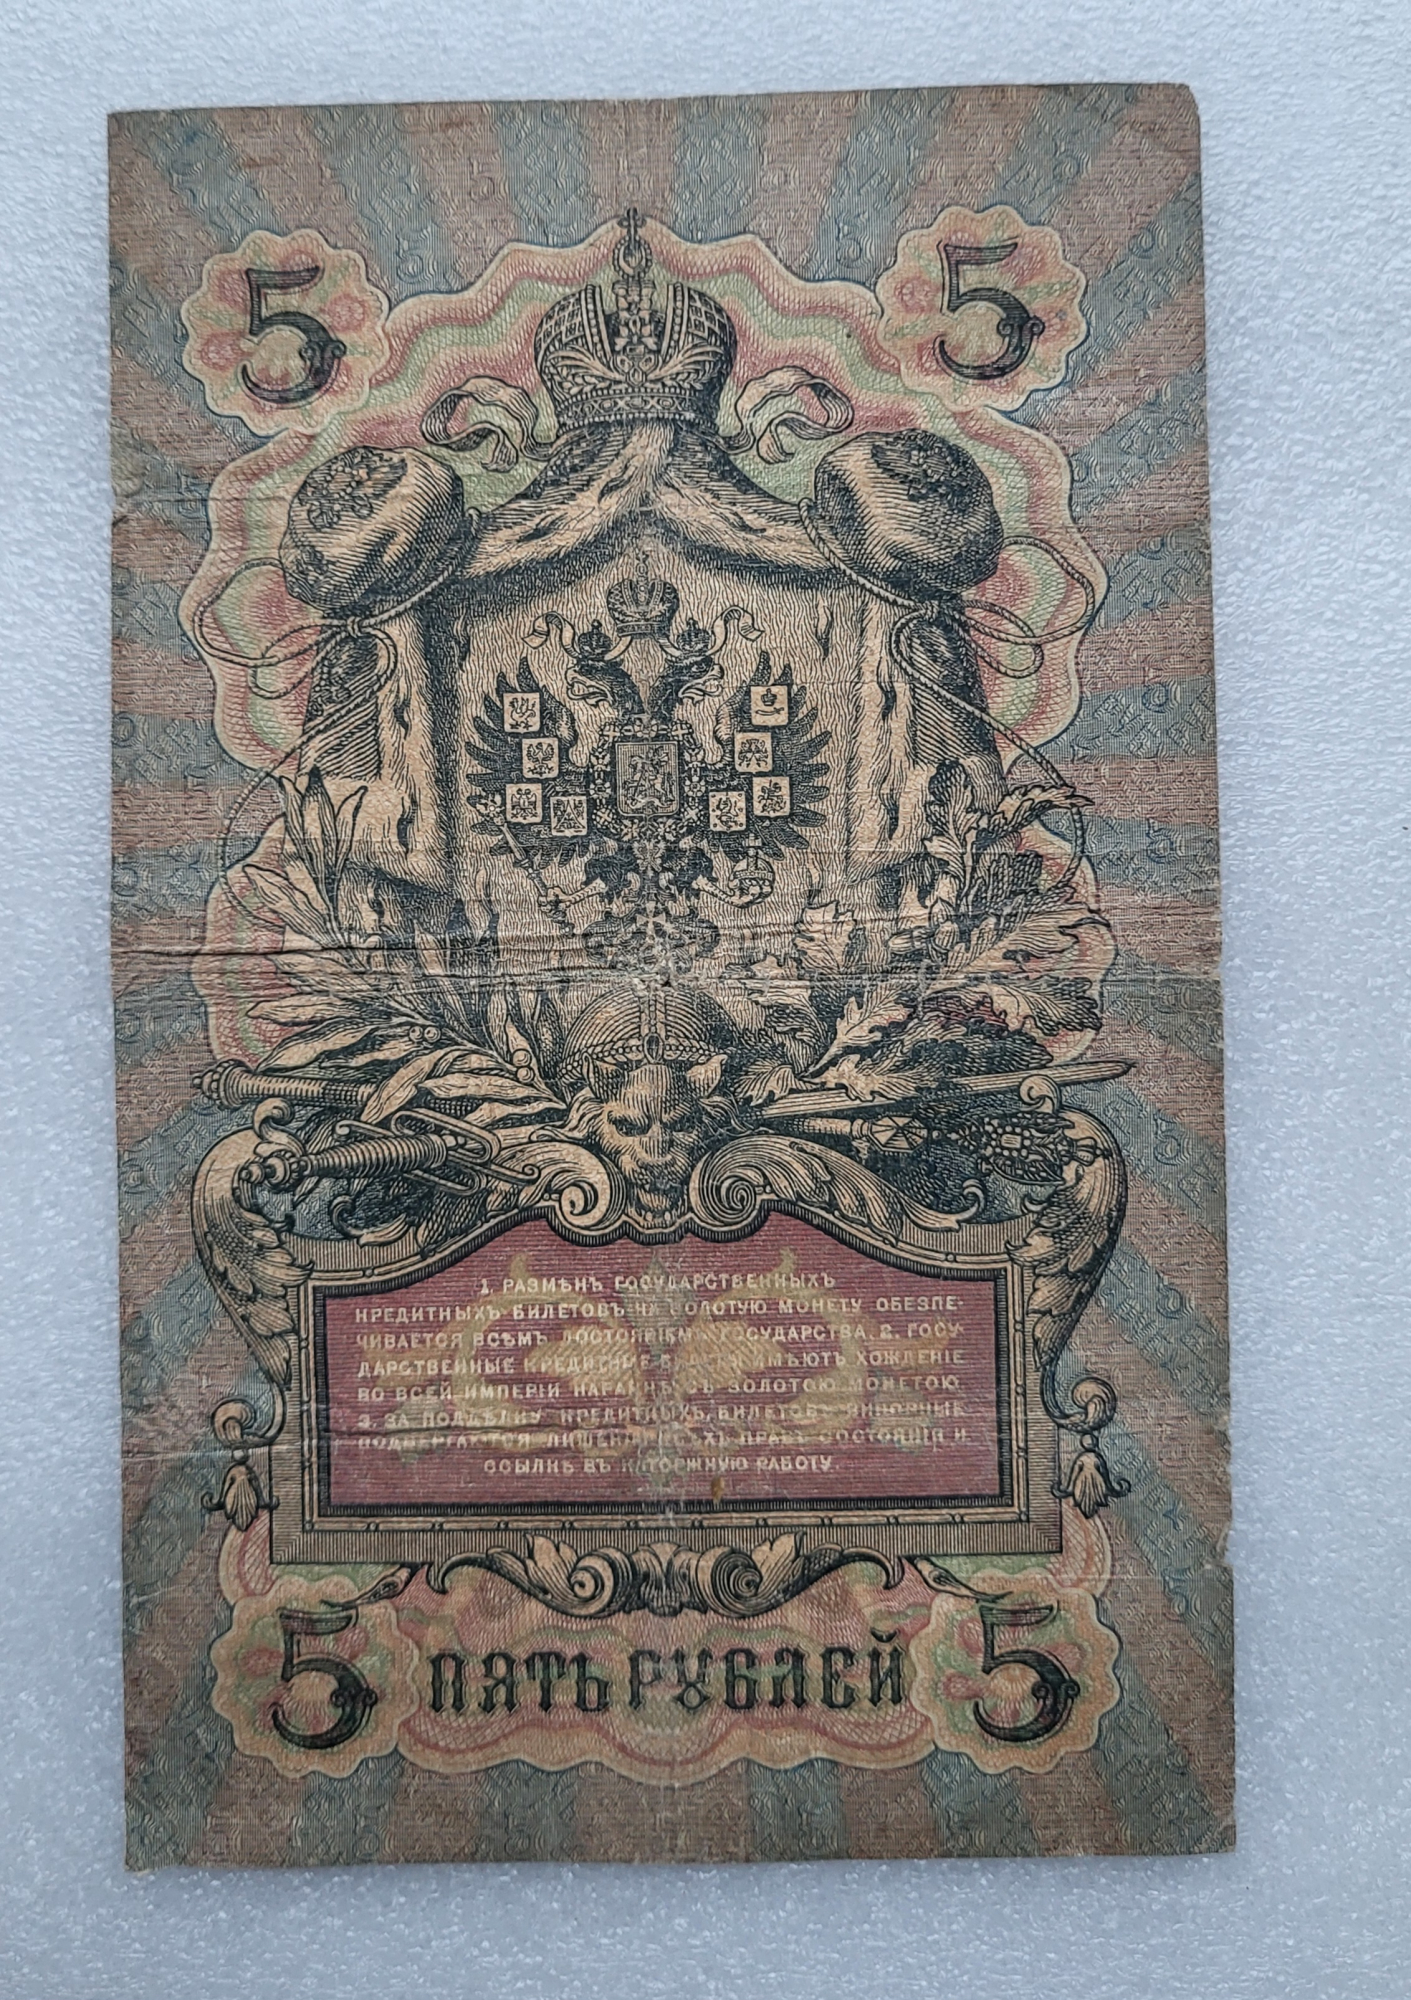 5 5
1. РАЗМѢНЪ ГОСУДАРСТВЕННЫХЪ
КРЕДИТНЫХЪ БИЛЕТОВЪ НА ЗОЛОТУЮ МОНЕТУ ОБЕЗПЕ-
ЧИВАЕТСЯ ВСѢМЪ ДОСТОЯНІЕМЪ ГОСУДАРСТВА. 2. ГОСУ-
ДАРСТВЕННЫЕ КРЕДИТНЫЕ БИЛЕТЫ ИМѢЮТЪ ХОЖДЕНІЕ
ВО ВСЕЙ ИМПЕРІИ НАРАВНѢ СЪ ЗОЛОТОЮ МОНЕТОЮ.
3. ЗА ПОДДѢЛКУ КРЕДИТНЫХЪ БИЛЕТОВЪ ВИНОВНЫЕ
ПОДВЕРГАЮТСЯ ЛИШЕНІЮ ВСѢХЪ ПРАВЪ СОСТОЯНІЯ И
ССЫЛКѢ ВЪ КАТОРЖНУЮ РАБОТУ.
5 ПЯТЬ РУБЛЕЙ 5